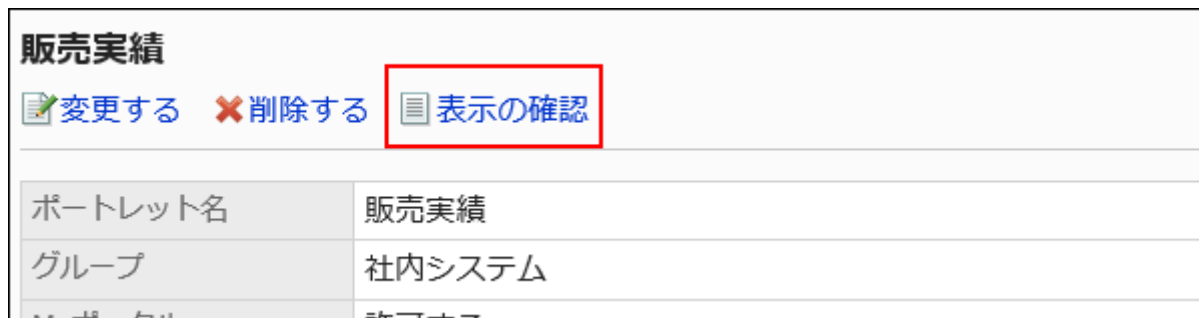 販売実績
変更する 削除する 表示の確認
ポートレット名 販売実績
グループ 社内システム